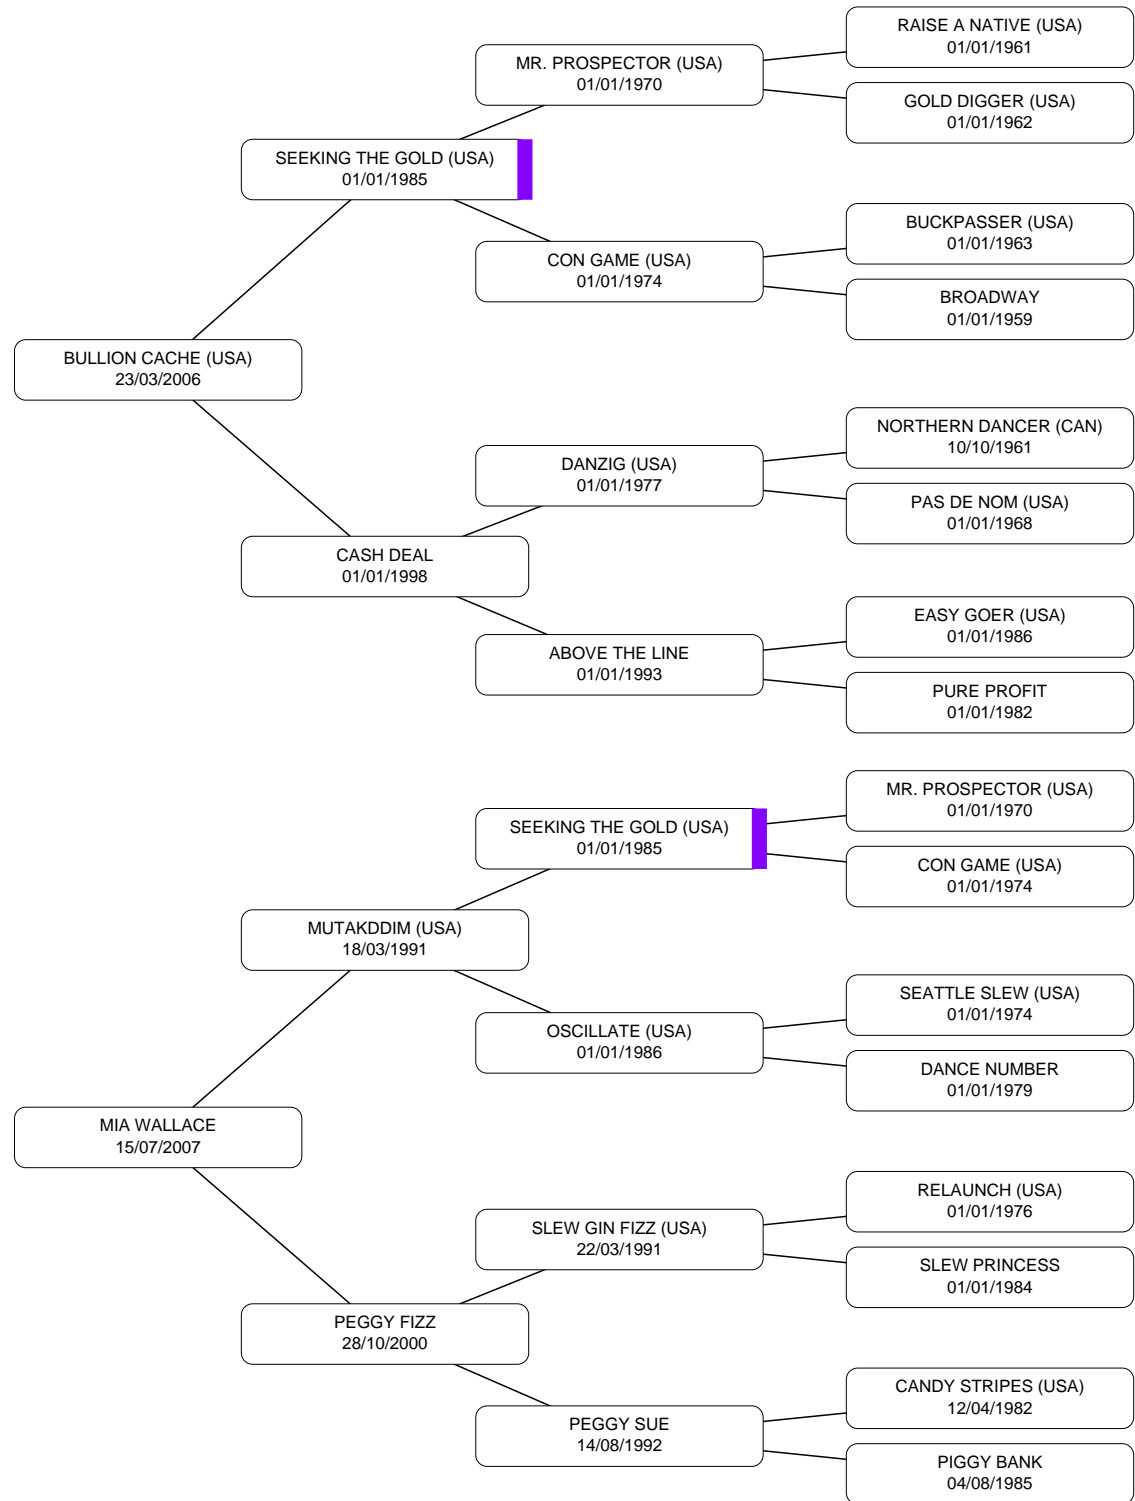 RAISE A NATIVE (USA)
01/01/1961
MR. PROSPECTOR (USA)
01/01/1970
GOLD DIGGER (USA)
01/01/1962
SEEKING THE GOLD (USA)
01/01/1985
BUCKPASSER (USA)
01/01/1963
CON GAME (USA)
01/01/1974
BROADWAY
01/01/1959
BULLION CACHE (USA)
23/03/2006
NORTHERN DANCER (CAN)
10/10/1961
DANZIG (USA)
01/01/1977
PAS DE NOM (USA)
01/01/1968
CASH DEAL
01/01/1998
EASY GOER (USA)
01/01/1986
ABOVE THE LINE
01/01/1993
PURE PROFIT
01/01/1982
MR. PROSPECTOR (USA)
01/01/1970
SEEKING THE GOLD (USA)
01/01/1985
CON GAME (USA)
01/01/1974
MUTAKDDIM (USA)
18/03/1991
SEATTLE SLEW (USA)
01/01/1974
OSCILLATE (USA)
01/01/1986
DANCE NUMBER
01/01/1979
MIA WALLACE
15/07/2007
RELAUNCH (USA)
01/01/1976
SLEW GIN FIZZ (USA)
22/03/1991
SLEW PRINCESS
01/01/1984
PEGGY FIZZ
28/10/2000
CANDY STRIPES (USA)
12/04/1982
PEGGY SUE
14/08/1992
PIGGY BANK
04/08/1985